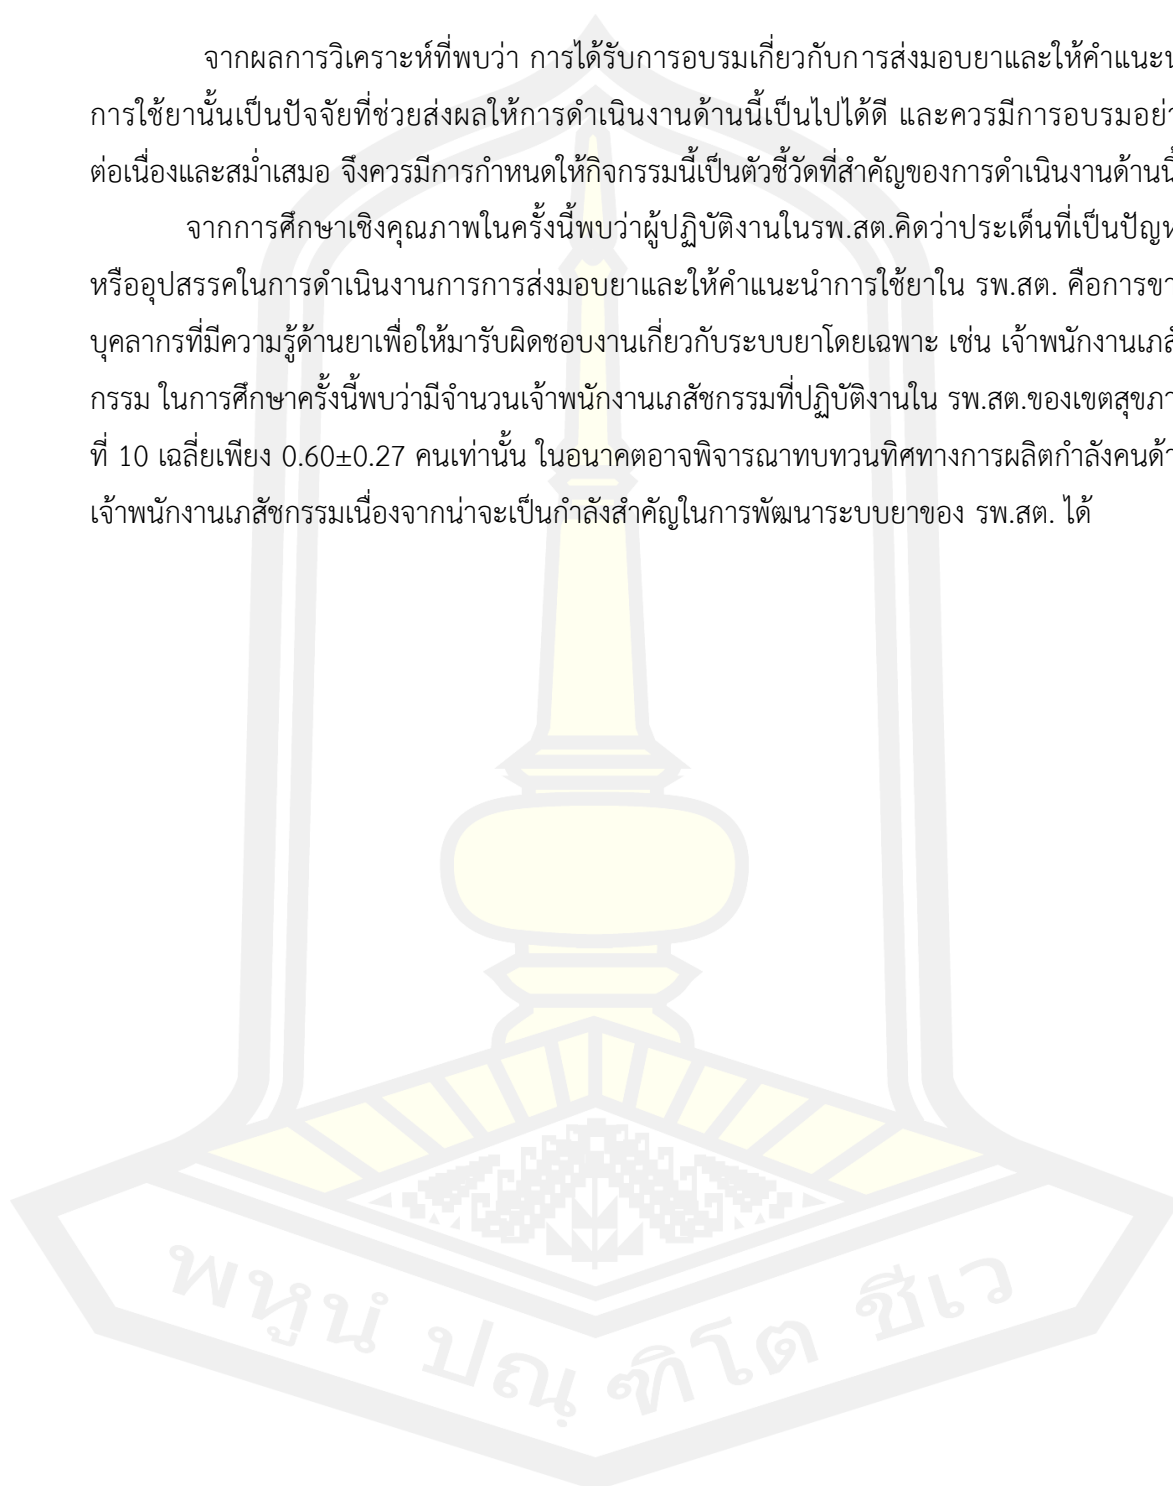 จากผลการวิเคราะห์ที่พบว่า การได้รับการอบรมเกี่ยวกับการส่งมอบยาและให้คำแนะน
การใช้ยานั้นเป็นปัจจัยที่ช่วยส่งผลให้การดำเนินงานด้านนี้เป็นไปได้ดี และควรมีการอบรมอย่า
ต่อเนื่องและสม่ำเสมอ จึงควรมีการกำหนดให้กิจกรรมนี้เป็นตัวชี้วัดที่สำคัญของการดำเนินงานด้านนี้
จากการศึกษาเชิงคุณภาพในครั้งนี้พบว่าผู้ปฏิบัติงานในรพ.สต.คิดว่าประเด็นที่เป็นปัญห
หรืออุปสรรคในการดำเนินงานการการส่งมอบยาและให้คำแนะนำการใช้ยาใน รพ.สต. คือการขา
บุคลากรที่มีความรู้ด้านยาเพื่อให้มารับผิดชอบงานเกี่ยวกับระบบยาโดยเฉพาะ เช่น เจ้าพนักงานเภสั
กรรม ในการศึกษาครั้งนี้พบว่ามีจำนวนเจ้าพนักงานเภสัชกรรมที่ปฏิบัติงานใน รพ.สต.ของเขตสุขภา
ที่ 10 เฉลี่ยเพียง 0.60±0.27 คนเท่านั้น ในอนาคตอาจพิจารณาทบทวนทิศทางการผลิตกำลังคนด้า
เจ้าพนักงานเภสัชกรรมเนื่องจากน่าจะเป็นกำลังสำคัญในการพัฒนาระบบยาของ รพ.สต. ได้
พหูนํ ปณฺฑิโต ชีเว